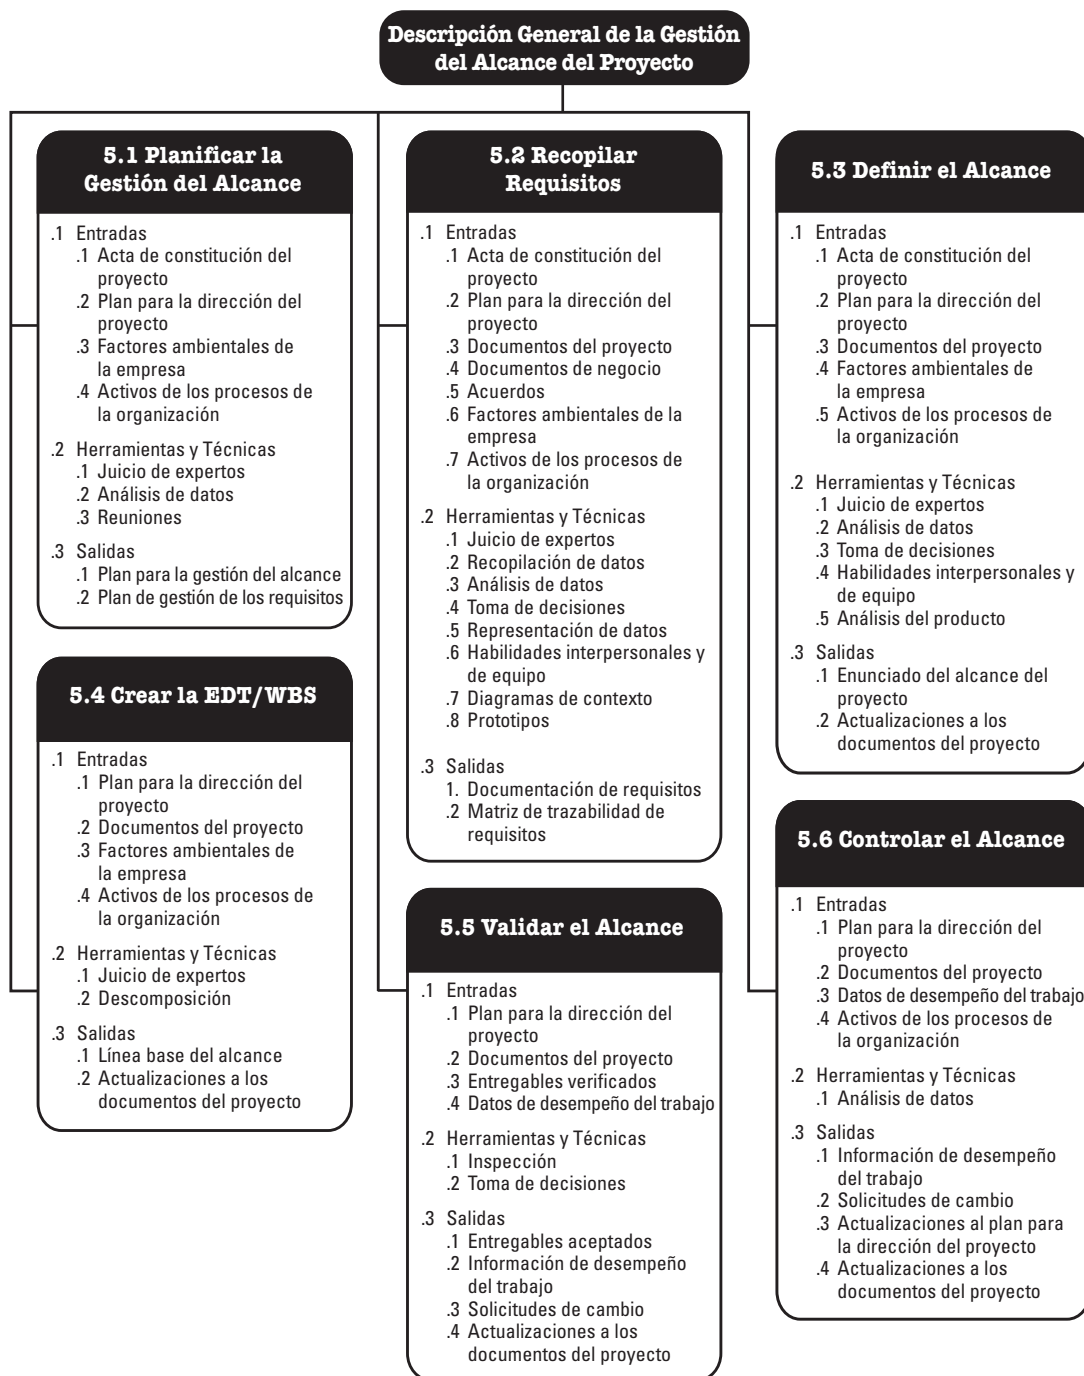 Descripción General de la Gestión
del Alcance del Proyecto
5.1 Planificar la
Gestión del Alcance
.1 Entradas
.1 Acta de constitución del
proyecto
.2 Plan para la dirección del
proyecto
.3 Factores ambientales de
la empresa
.4 Activos de los procesos de
la organización
.2 Herramientas y Técnicas
.1 Juicio de expertos
.2 Análisis de datos
.3 Reuniones
.3 Salidas
.1 Plan para la gestión del alcance
.2 Plan de gestión de los requisitos
5.2 Recopilar
Requisitos
.1 Entradas
.1 Acta de constitución del
proyecto
.2 Plan para la dirección del
proyecto
.3 Documentos del proyecto
.4 Documentos de negocio
.5 Acuerdos
.6 Factores ambientales de la
empresa
.7 Activos de los procesos de
la organización
.2 Herramientas y Técnicas
.1 Juicio de expertos
.2 Recopilación de datos
.3 Análisis de datos
.4 Toma de decisiones
.5 Representación de datos
.6 Habilidades interpersonales y
de equipo
.7 Diagramas de contexto
.8 Prototipos
.3 Salidas
1. Documentación de requisitos
.2 Matriz de trazabilidad de
requisitos
5.3 Definir el Alcance
.1 Entradas
.1 Acta de constitución del
proyecto
.2 Plan para la dirección del
proyecto
.3 Documentos del proyecto
.4 Factores ambientales de
la empresa
.5 Activos de los procesos de
la organización
.2 Herramientas y Técnicas
.1 Juicio de expertos
.2 Análisis de datos
.3 Toma de decisiones
.4 Habilidades interpersonales y
de equipo
.5 Análisis del producto
.3 Salidas
.1 Enunciado del alcance del
proyecto
.2 Actualizaciones a los
documentos del proyecto
5.4 Crear la EDT/WBS
.1 Entradas
.1 Plan para la dirección del
proyecto
.2 Documentos del proyecto
.3 Factores ambientales de
la empresa
.4 Activos de los procesos de
la organización
.2 Herramientas y Técnicas
.1 Juicio de expertos
.2 Descomposición
.3 Salidas
.1 Línea base del alcance
.2 Actualizaciones a los
documentos del proyecto
5.5 Validar el Alcance
.1 Entradas
.1 Plan para la dirección del
proyecto
.2 Documentos del proyecto
.3 Entregables verificados
.4 Datos de desempeño del trabajo
.2 Herramientas y Técnicas
.1 Inspección
.2 Toma de decisiones
.3 Salidas
.1 Entregables aceptados
.2 Información de desempeño
del trabajo
.3 Solicitudes de cambio
.4 Actualizaciones a los
documentos del proyecto
5.6 Controlar el Alcance
.1 Entradas
.1 Plan para la dirección del
proyecto
.2 Documentos del proyecto
.3 Datos de desempeño del trabajo
.4 Activos de los procesos de
la organización
.2 Herramientas y Técnicas
.1 Análisis de datos
.3 Salidas
.1 Información de desempeño
del trabajo
.2 Solicitudes de cambio
.3 Actualizaciones al plan para
la dirección del proyecto
.4 Actualizaciones a los
documentos del proyecto